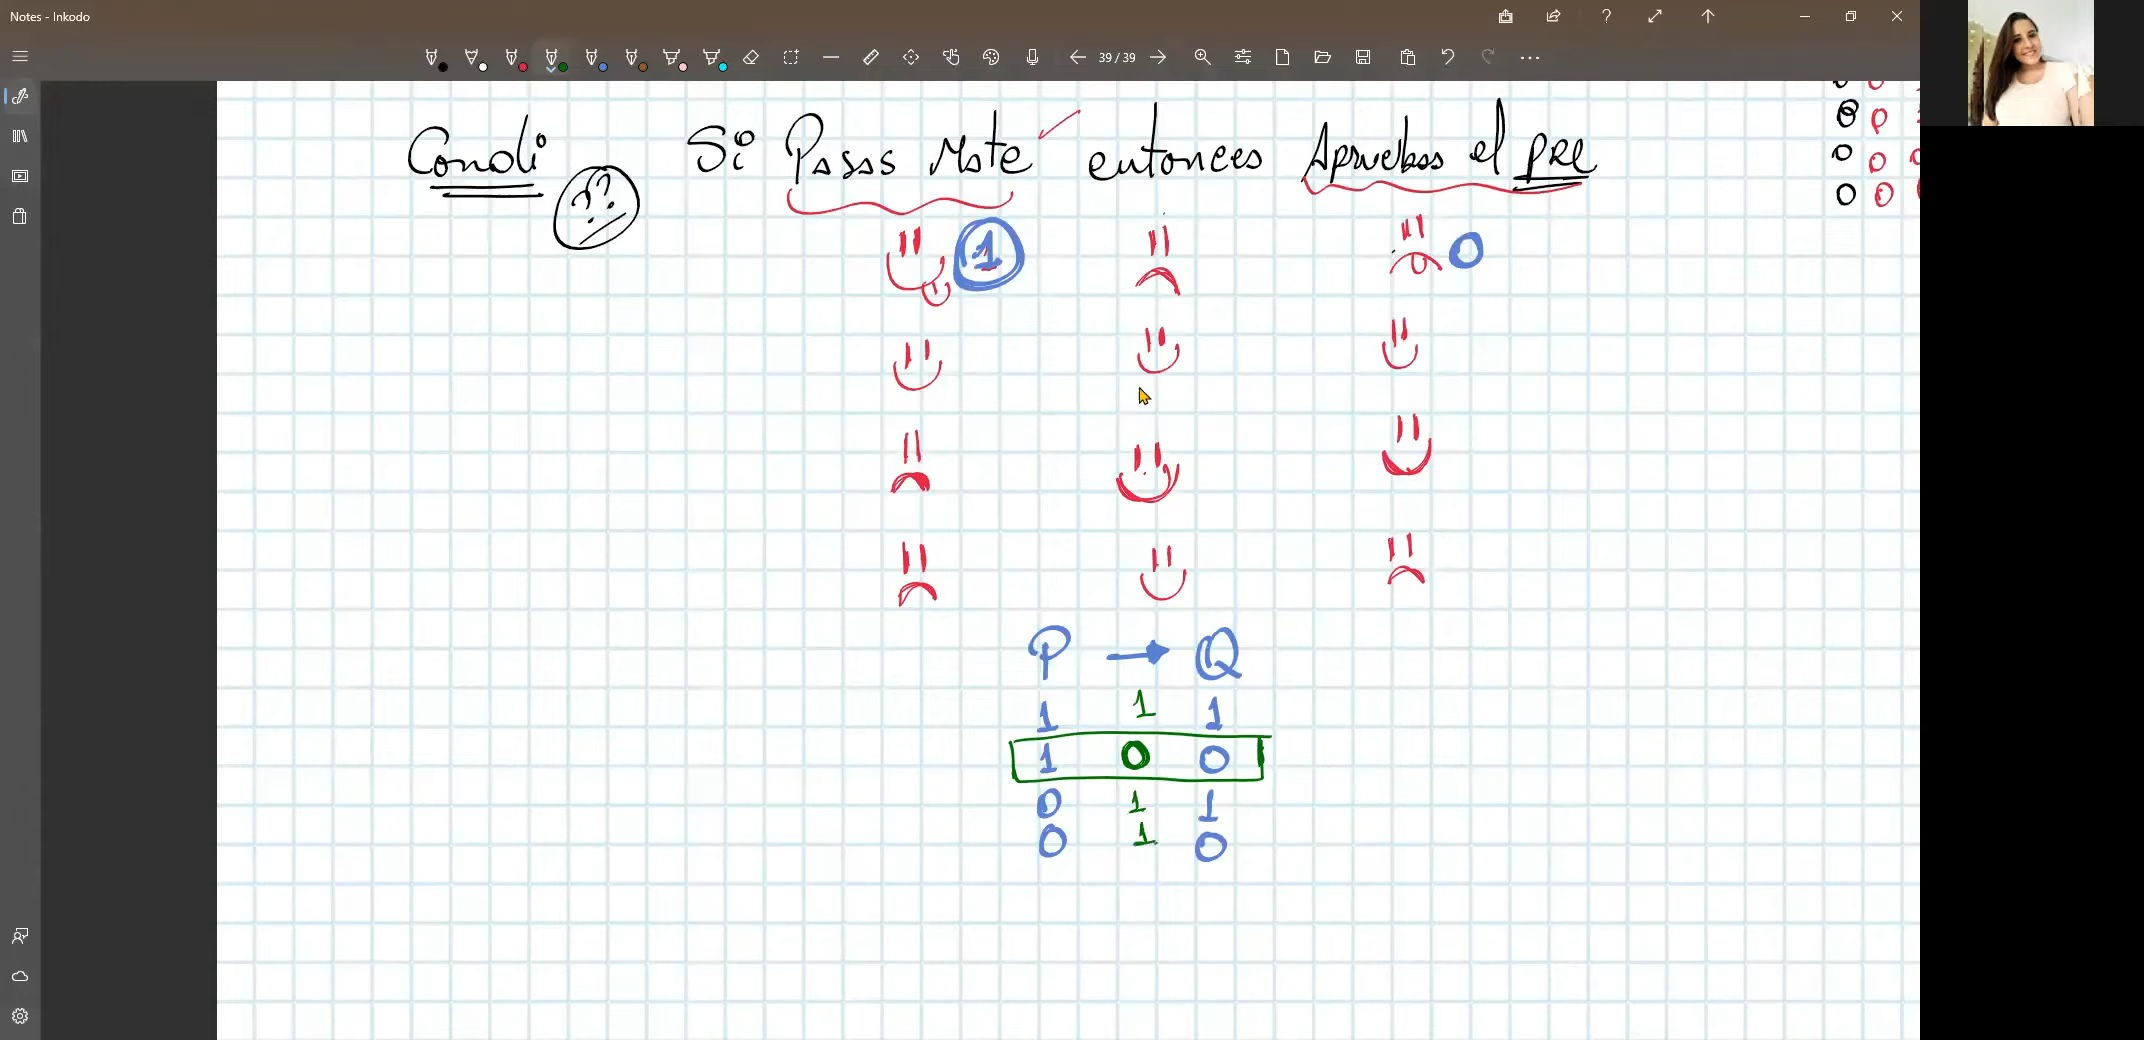 Notes - Inkodo
39 / 39
Condi ?? Si Pasas Mate entonces Apruebas el PRE
1 0
P → Q
1 1 1
1 0 0
0 1 1
0 1 0